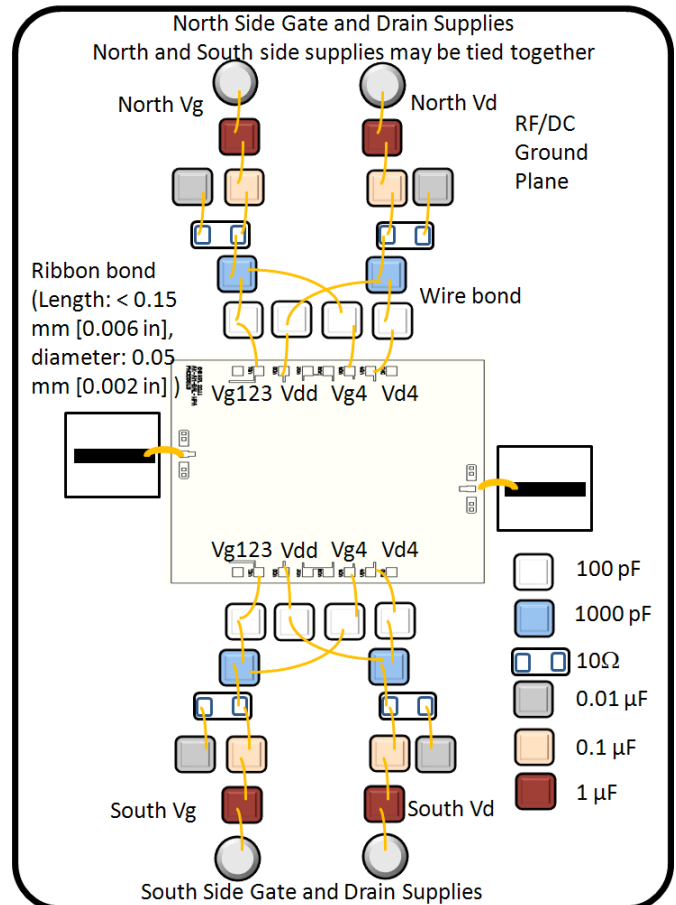 North Side Gate and Drain Supplies
North and South side supplies may be tied together
North Vg
North Vd
RF/DC
Ground
Plane
Ribbon bond
(Length: < 0.15
mm [0.006 in],
diameter: 0.05
mm [0.002 in] )
Wire bond
Vg123 Vdd Vg4 Vd4
Vg123 Vdd Vg4 Vd4
100 pF
1000 pF
10Ω
0.01 µF
0.1 µF
1 µF
South Vg
South Vd
South Side Gate and Drain Supplies